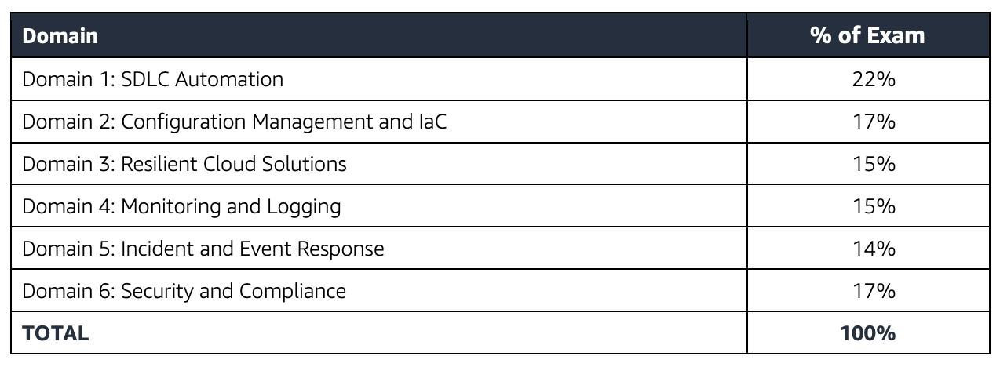 Domain % of Exam
Domain 1: SDLC Automation 22%
Domain 2: Configuration Management and IaC 17%
Domain 3: Resilient Cloud Solutions 15%
Domain 4: Monitoring and Logging 15%
Domain 5: Incident and Event Response 14%
Domain 6: Security and Compliance 17%
TOTAL 100%